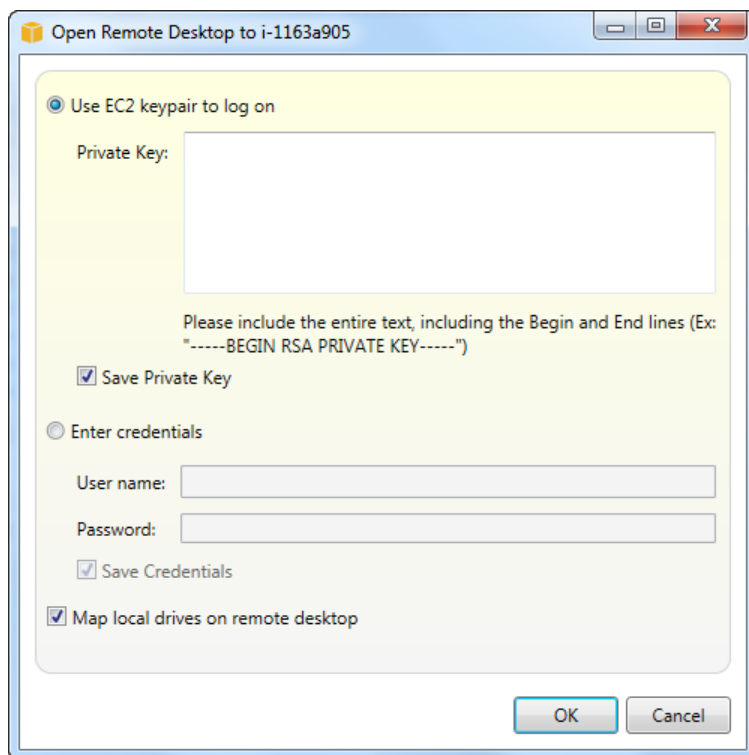 Open Remote Desktop to i-1163a905
Use EC2 keypair to log on
Private Key:
Please include the entire text, including the Begin and End lines (Ex:
"-----BEGIN RSA PRIVATE KEY-----")
Save Private Key
Enter credentials
User name:
Password:
Save Credentials
Map local drives on remote desktop
OK Cancel